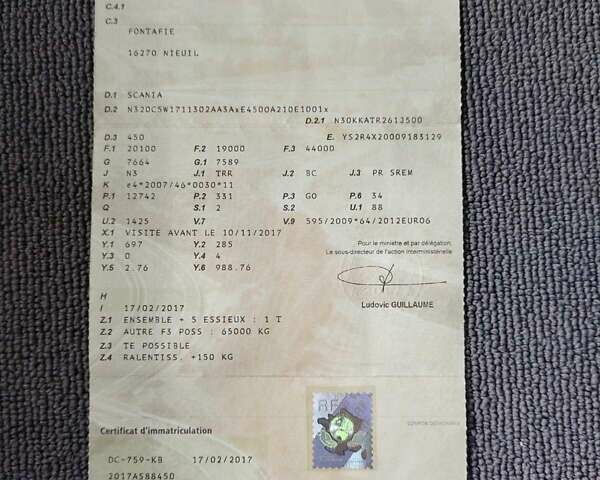 C.4.1
C.3
FONTAFIE
16270 NIEUIL
D.1 SCANIA
D.2 N320C5W1711302AA3AxE4500A210E1001x
D.2.1 N30KKATR261J500
D.3 450 E. YS2R4X20009183129
F.1 20100 F.2 19000 F.3 44000
G 7664 G.1 7589
J N3 J.1 TRR J.2 BC J.3 PR SREM
K e4*2007/46*0030*11
P.1 12742 P.2 331 P.3 GO P.6 34
Q S.1 2 S.2 U.1 88
U.2 1425 V.7 V.9 595/2009*64/2012EURO6
X.1 VISITE AVANT LE 10/11/2017
Y.1 697 Y.2 285
Y.3 0 Y.4 4
Y.5 2.76 Y.6 988.76
Pour le ministre et par délégation,
Le sous-directeur de l'action interministérielle
Ludovic GUILLAUME
H
I 17/02/2017
Z.1 ENSEMBLE + 5 ESSIEUX : 1 T
Z.2 AUTRE F3 POSS : 65000 KG
Z.3 TE POSSIBLE
Z.4 RALENTISS. +150 KG
RF
Certificat d'immatriculation
COUPON DÉTACHABLE
DC-759-KB 17/02/2017
2017AS88450